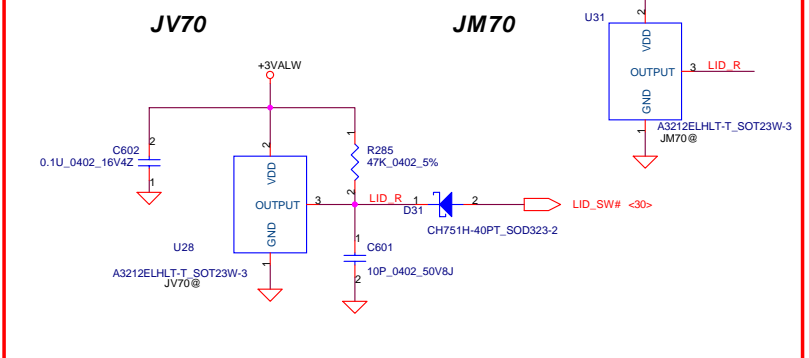 JV70
JM70
2
U31
VDD
OUTPUT
3
LID_R
GND
1
A3212ELHLT-T_SOT23W-3
JM70@
+3VALW
C602
0.1U_0402_16V4Z
2
1
2
VDD
OUTPUT
3
GND
1
U28
A3212ELHLT-T_SOT23W-3
JV70@
1
R285
47K_0402_5%
2
LID_R
1
D31
2
CH751H-40PT_SOD323-2
LID_SW# <30>
1
C601
10P_0402_50V8J
2